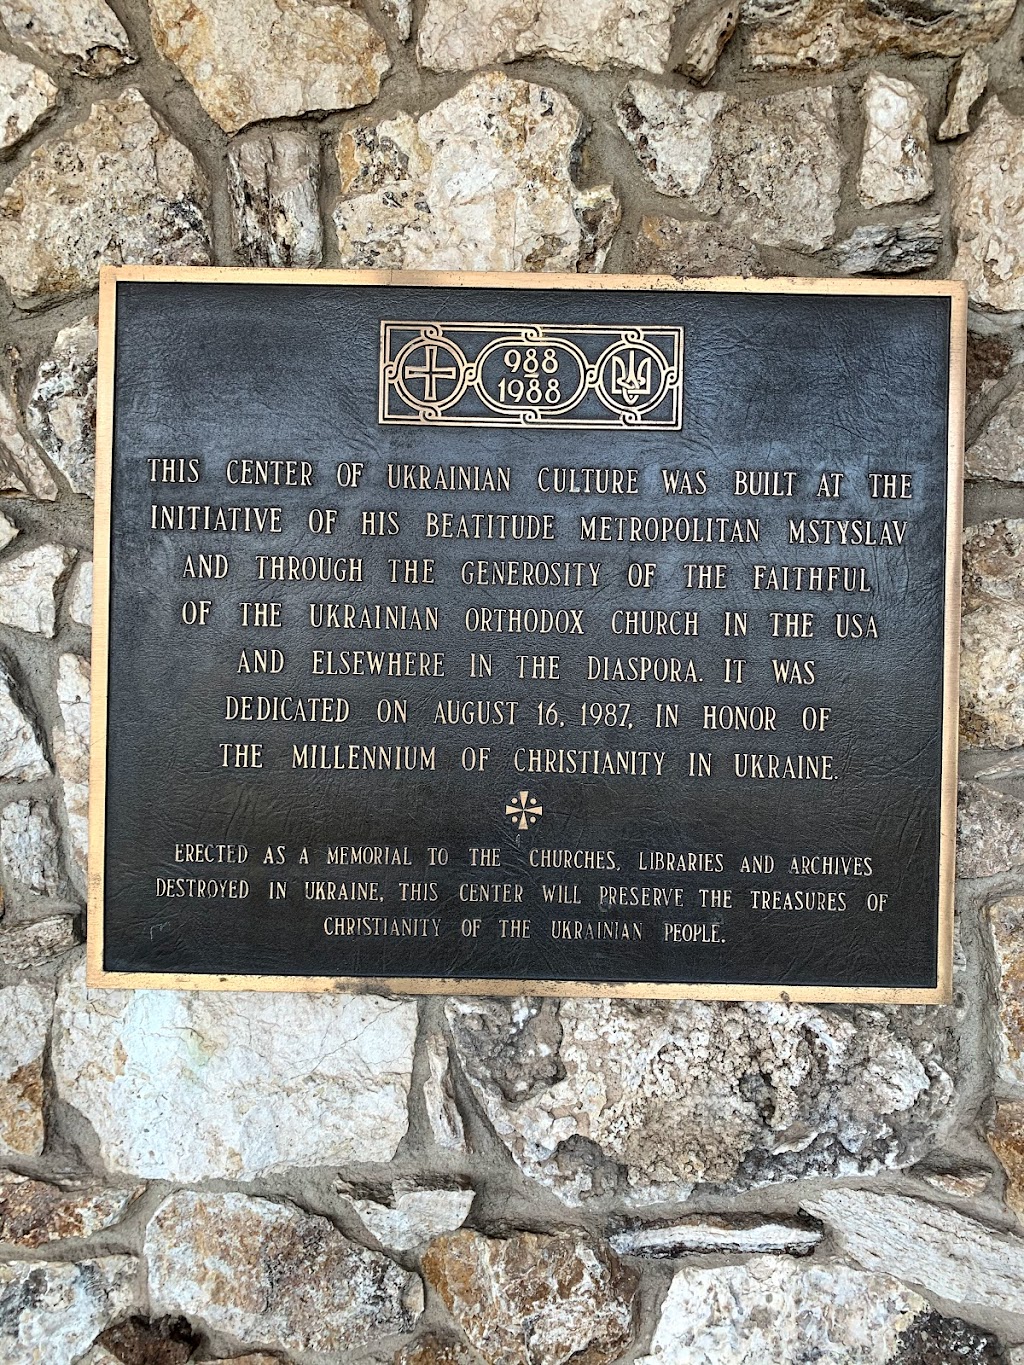 988
1988
THIS CENTER OF UKRAINIAN CULTURE WAS BUILT AT THE
INITIATIVE OF HIS BEATITUDE METROPOLITAN MSTYSLAV
AND THROUGH THE GENEROSITY OF THE FAITHFUL
OF THE UKRAINIAN ORTHODOX CHURCH IN THE USA
AND ELSEWHERE IN THE DIASPORA. IT WAS
DEDICATED ON AUGUST 16, 1987, IN HONOR OF
THE MILLENNIUM OF CHRISTIANITY IN UKRAINE.
ERECTED AS A MEMORIAL TO THE CHURCHES, LIBRARIES AND ARCHIVES
DESTROYED IN UKRAINE, THIS CENTER WILL PRESERVE THE TREASURES OF
CHRISTIANITY OF THE UKRAINIAN PEOPLE.